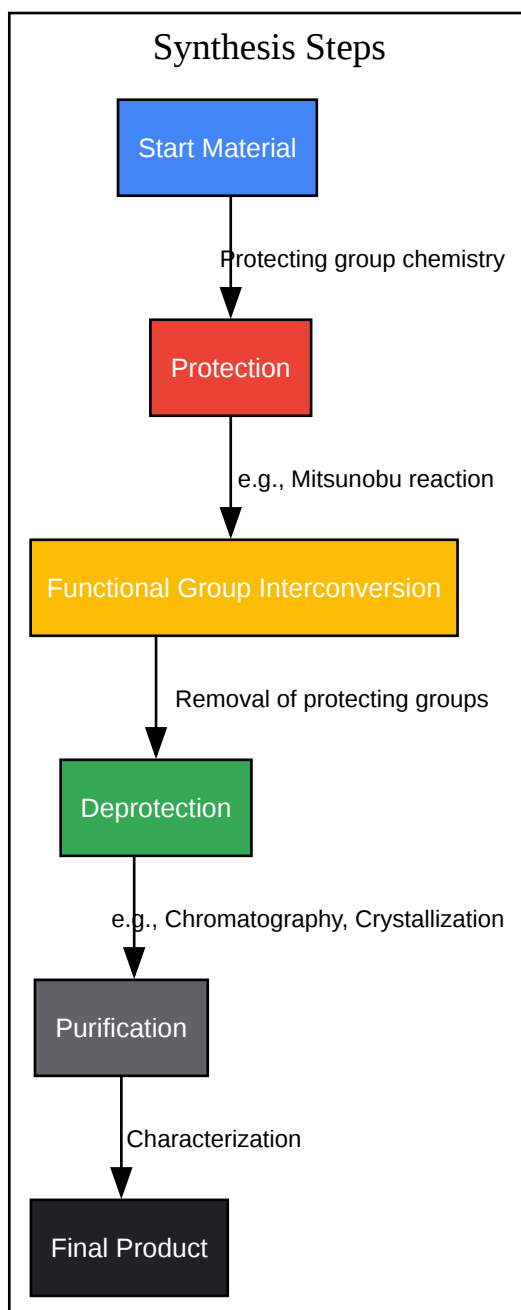 Synthesis Steps
Start Material
Protecting group chemistry
Protection
e.g., Mitsunobu reaction
Functional Group Interconversion
Removal of protecting groups
Deprotection
e.g., Chromatography, Crystallization
Purification
Characterization
Final Product